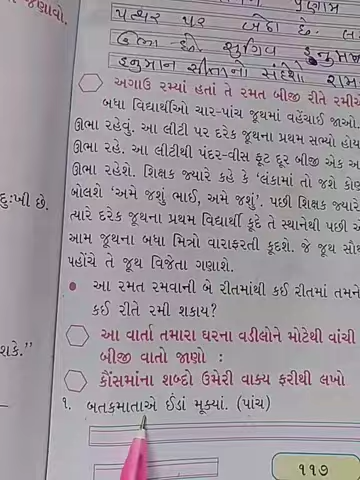 જણાવો.
પત્થર પર
હનુમાન સીતાનો સંદેશો રામ
અગાઉ રમ્યાં હતાં તે રમત બીજી રીતે રમીએ
બધા વિદ્યાર્થીઓ ચાર-પાંચ જૂથમાં વહેંચાઈ જાઓ.
ઊભા રહેવું. આ લીટી પર દરેક જૂથના પ્રથમ સભ્યો હોય
ઊભા રહે. આ લીટીથી પંદર-વીસ ફૂટ દૂર બીજી એક આ
ઊભા રહેશે. શિક્ષક જ્યારે કહે કે ‘લંકામાં તો જશે કો
દુઃખી છે.
બોલશે ‘અમે જશું ભાઈ, અમે જશું’. પછી શિક્ષક જ્યારે
ત્યારે દરેક જૂથના પ્રથમ વિદ્યાર્થી કૂદે તે સ્થાનેથી પછી એ
આમ જૂથના બધા મિત્રો વારાફરતી કૂદશે. જે જૂથ સૌથ
પહોંચે તે જૂથ વિજેતા ગણાશે.
• આ રમત રમવાની બે રીતમાંથી કઈ રીતમાં તમને
કઈ રીતે રમી શકાય?
આ વાર્તા તમારા ઘરના વડીલોને મોટેથી વાંચી
શકે.”
બીજી વાતો જાણો :
કૌંસમાંના શબ્દો ઉમેરી વાક્ય ફરીથી લખો
૧. બતકમાતાએ ઈંડાં મૂક્યાં. (પાંચ)
૧૧૭